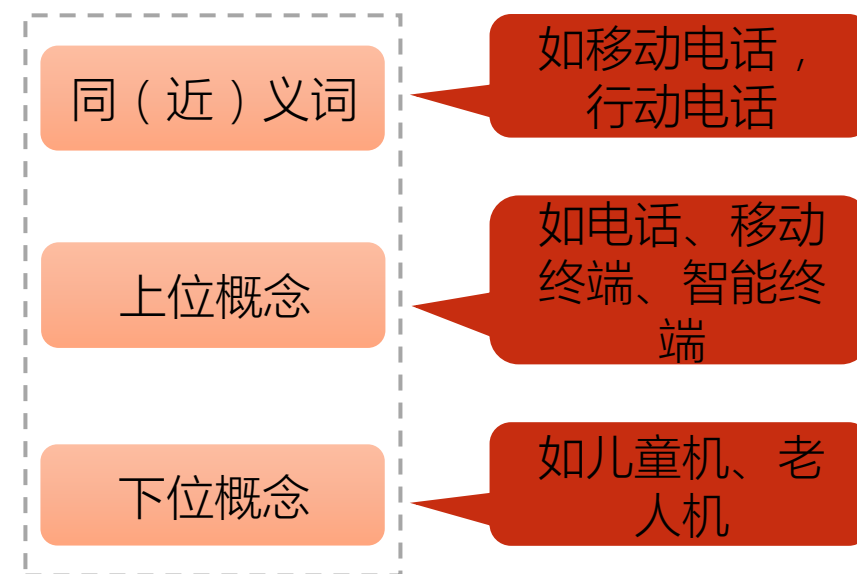 同（近）义词
如移动电话，
行动电话
上位概念
如电话、移动
终端、智能终
端
下位概念
如儿童机、老
人机